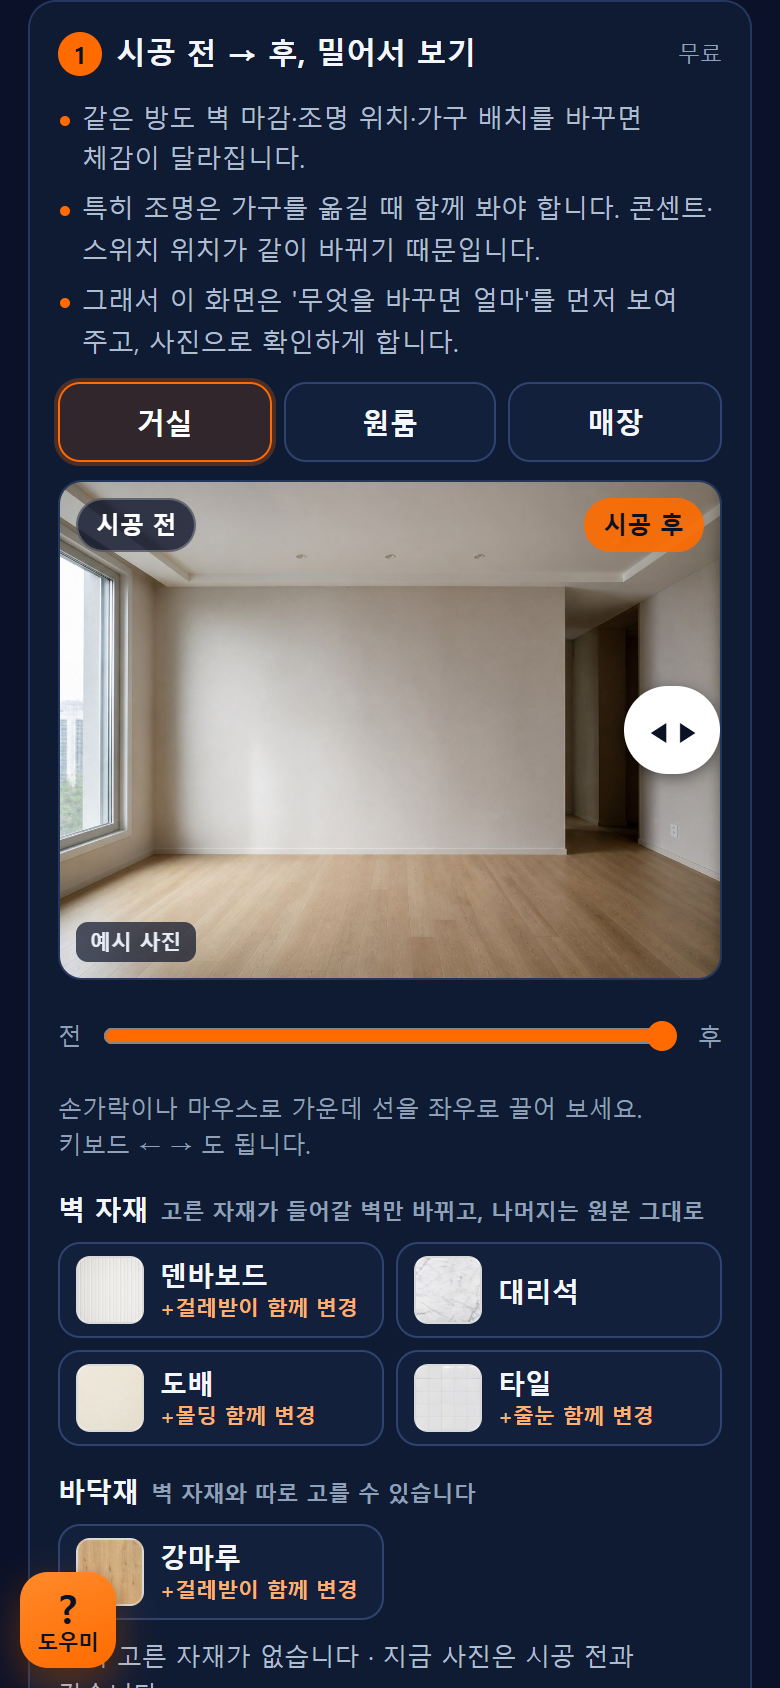 1 시공 전 → 후, 밀어서 보기 무료
같은 방도 벽 마감·조명 위치·가구 배치를 바꾸면
체감이 달라집니다.
특히 조명은 가구를 옮길 때 함께 봐야 합니다. 콘센트·
스위치 위치가 같이 바뀌기 때문입니다.
그래서 이 화면은 '무엇을 바꾸면 얼마'를 먼저 보여
주고, 사진으로 확인하게 합니다.
거실 원룸 매장
시공 전 시공 후
예시 사진
전 후
손가락이나 마우스로 가운데 선을 좌우로 끌어 보세요.
키보드 ← → 도 됩니다.
벽 자재 고른 자재가 들어갈 벽만 바뀌고, 나머지는 원본 그대로
덴바보드
+걸레받이 함께 변경
대리석
도배
+몰딩 함께 변경
타일
+줄눈 함께 변경
바닥재 벽 자재와 따로 고를 수 있습니다
강마루
+걸레받이 함께 변경
?
도우미
고른 자재가 없습니다 · 지금 사진은 시공 전과